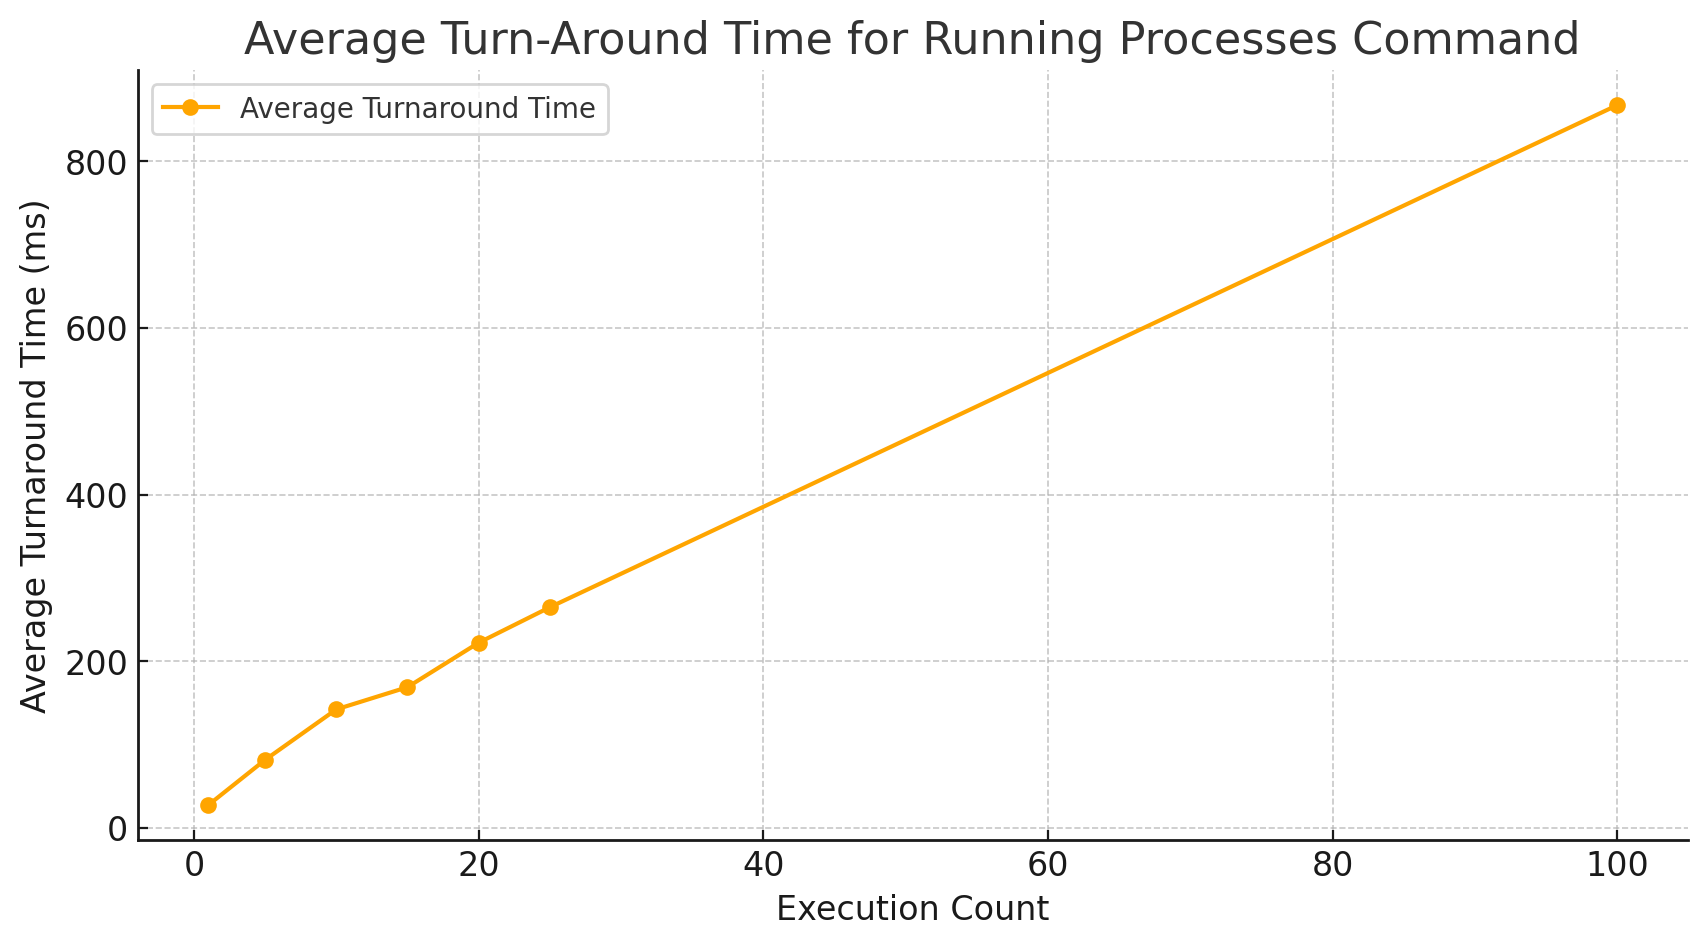 Average Turn-Around Time for Running Processes Command
Average Turnaround Time
Average Turnaround Time (ms)
800
600
400
200
0
0 20 40 60 80 100
Execution Count